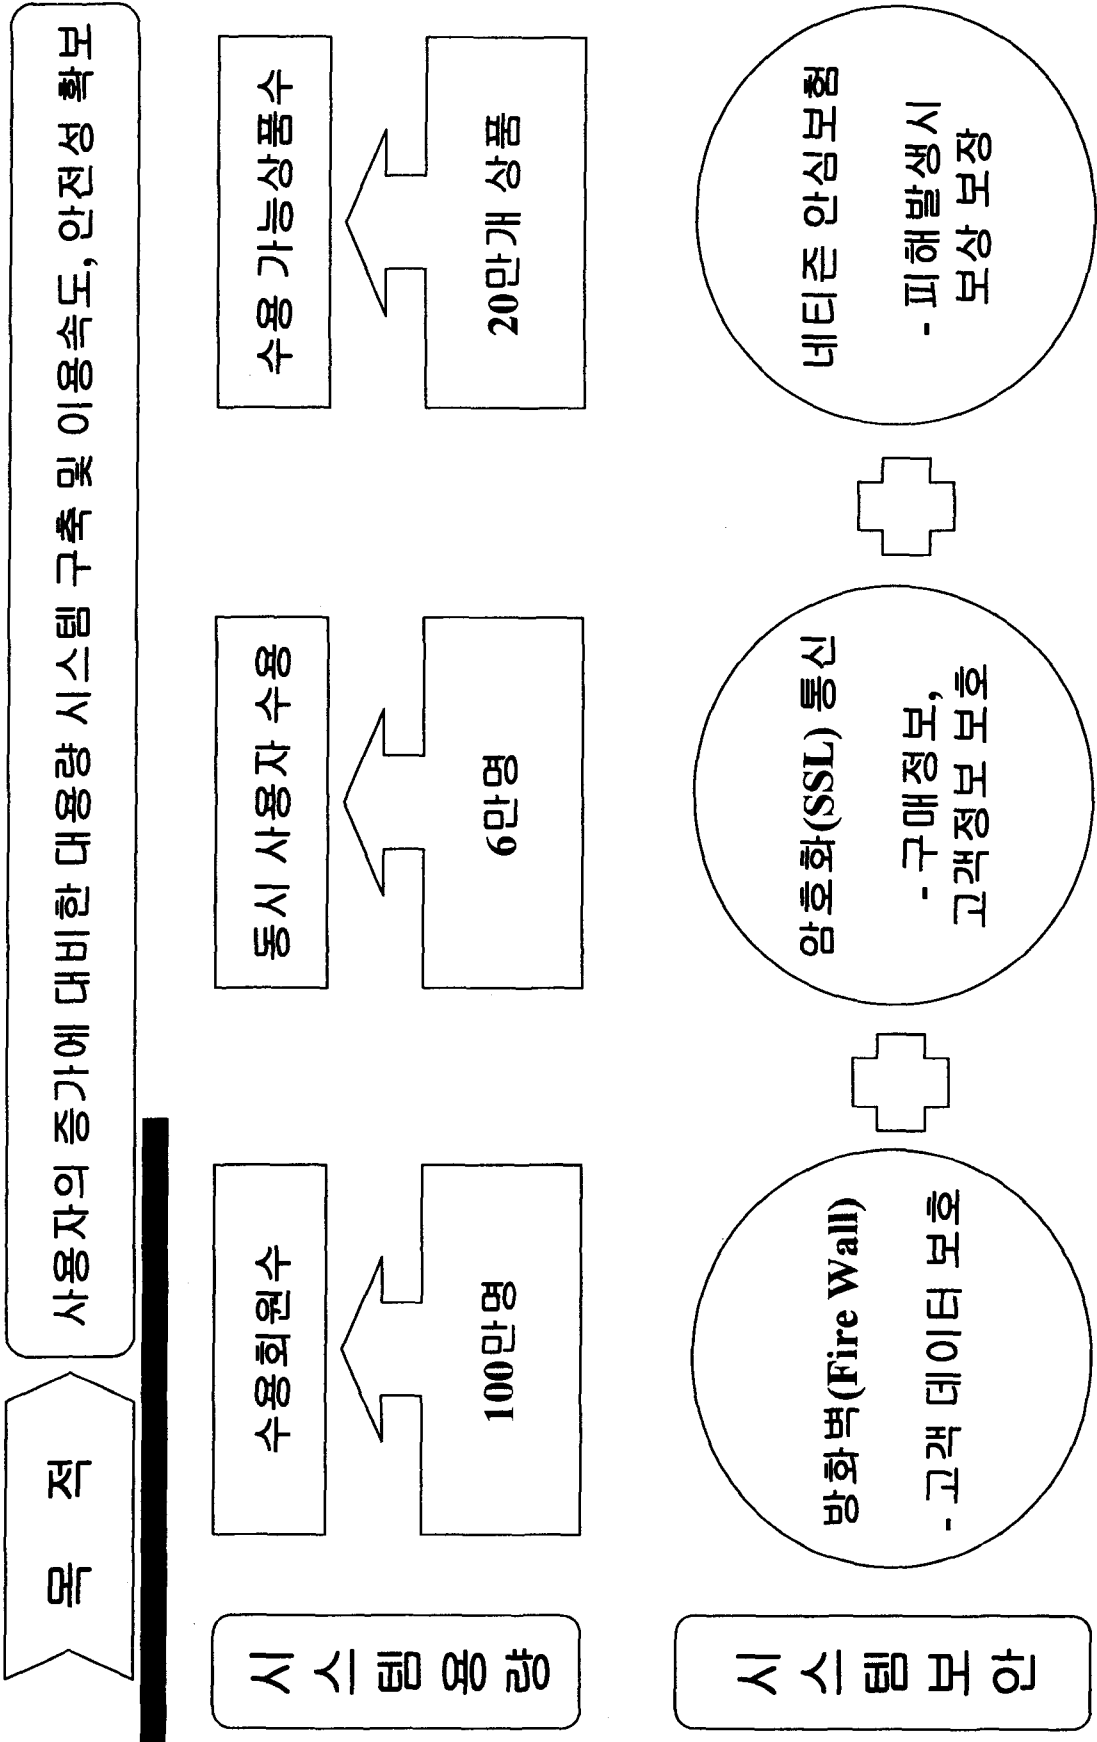 목 적
사용자의 증가에 대비한 대용량 시스템 구축 및 이용속도, 안전성 확보
시스템용량
수용회원수
100만명
동시 사용자 수용
6만명
수용 가능상품수
20만개 상품
시스템보안
방화벽(Fire Wall)
- 고객 데이터 보호
암호화(SSL) 통신
- 구매정보,
고객정보 보호
네티즌 안심보험
- 피해발생시
보상 보장